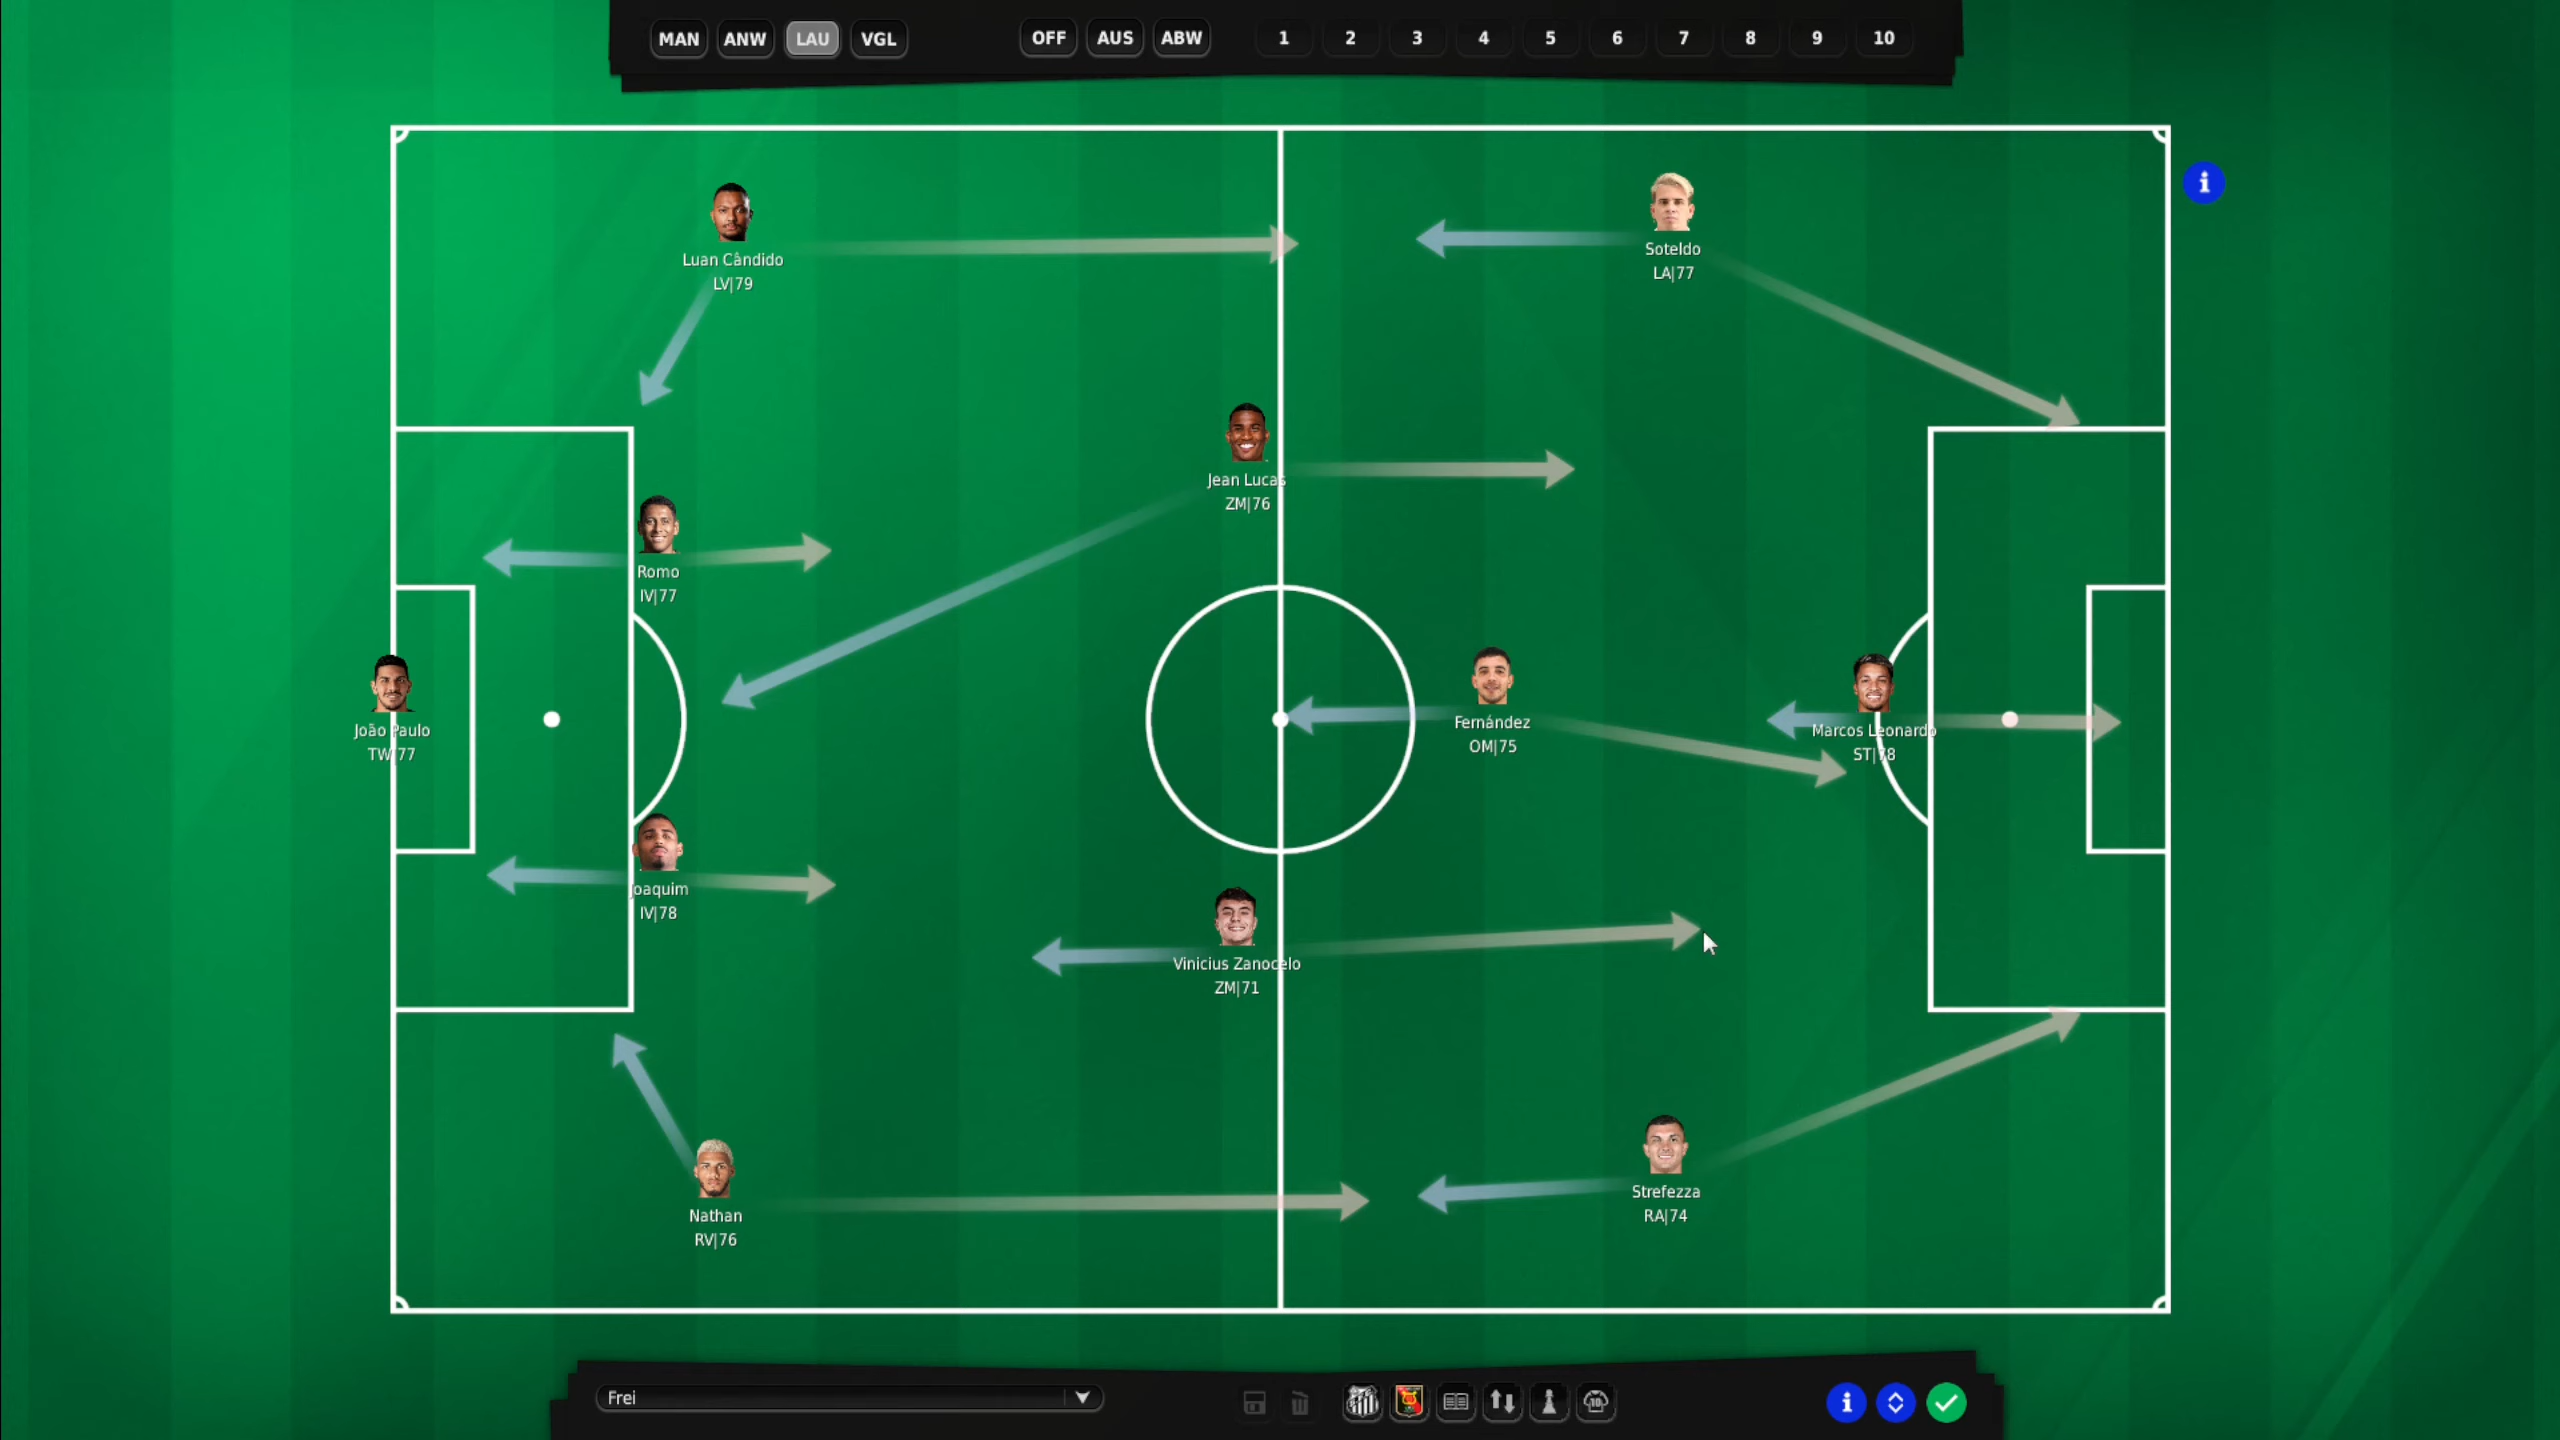 MAN ANW LAU VGL OFF AUS ABW 1 2 3 4 5 6 7 8 9 10
Luan Cândido
LV|79
Soteldo
LA|77
Jean Lucas
ZM|76
Romo
IV|77
João Paulo
TW|77
Fernández
OM|75
Marcos Leonardo
ST|78
Joaquim
IV|78
Vinicius Zanocelo
ZM|71
Nathan
RV|76
Strefezza
RA|74
Frei